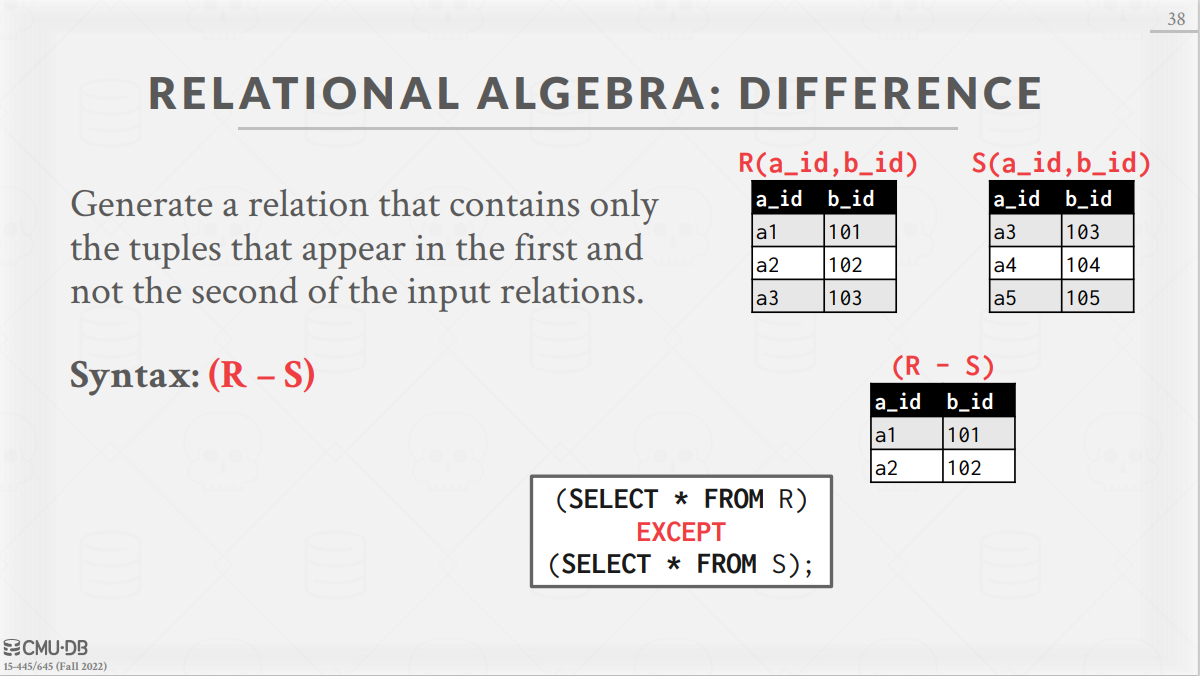 38
RELATIONAL ALGEBRA: DIFFERENCE
Generate a relation that contains only
the tuples that appear in the first and
not the second of the input relations.
Syntax: (R – S)
R(a_id,b_id)
a_id b_id
a1 101
a2 102
a3 103
S(a_id,b_id)
a_id b_id
a3 103
a4 104
a5 105
(R - S)
a_id b_id
a1 101
a2 102
(SELECT * FROM R)
EXCEPT
(SELECT * FROM S);
CMU·DB
15-445/645 (Fall 2022)